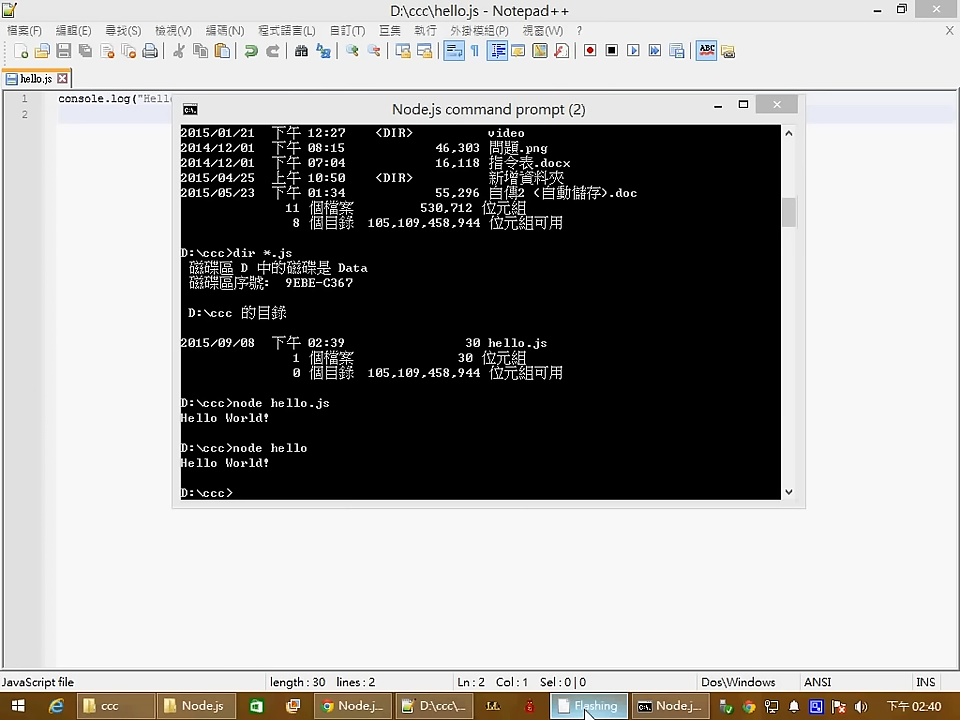 D:\ccc\hello.js - Notepad++
檔案(F) 編輯(E) 尋找(S) 檢視(V) 編碼(N) 程式語言(L) 自訂(T) 巨集 執行 外掛模組(P) 視窗(W) ? X
ABC
hello.js
1 console.log("Hell
2
Node.js command prompt (2)
2015/01/21 下午 12:27 <DIR> video
2014/12/01 下午 08:15 46,303 問題.png
2014/12/01 下午 07:04 16,118 指令表.docx
2015/04/25 上午 10:50 <DIR> 新增資料夾
2015/05/23 下午 01:34 55,296 自傳2 (自動儲存).doc
11 個檔案 530,712 位元組
8 個目錄 105,109,458,944 位元組可用
D:\ccc>dir *.js
磁碟區 D 中的磁碟是 Data
磁碟區序號: 9EBE-C367
D:\ccc 的目錄
2015/09/08 下午 02:39 30 hello.js
1 個檔案 30 位元組
0 個目錄 105,109,458,944 位元組可用
D:\ccc>node hello.js
Hello World!
D:\ccc>node hello
Hello World!
D:\ccc>
JavaScript file length : 30 lines : 2 Ln : 2 Col : 1 Sel : 0 | 0 Dos\Windows ANSI INS
ccc Node.js Node.j... D:\ccc\... Flashing Node.j... 下午 02:40